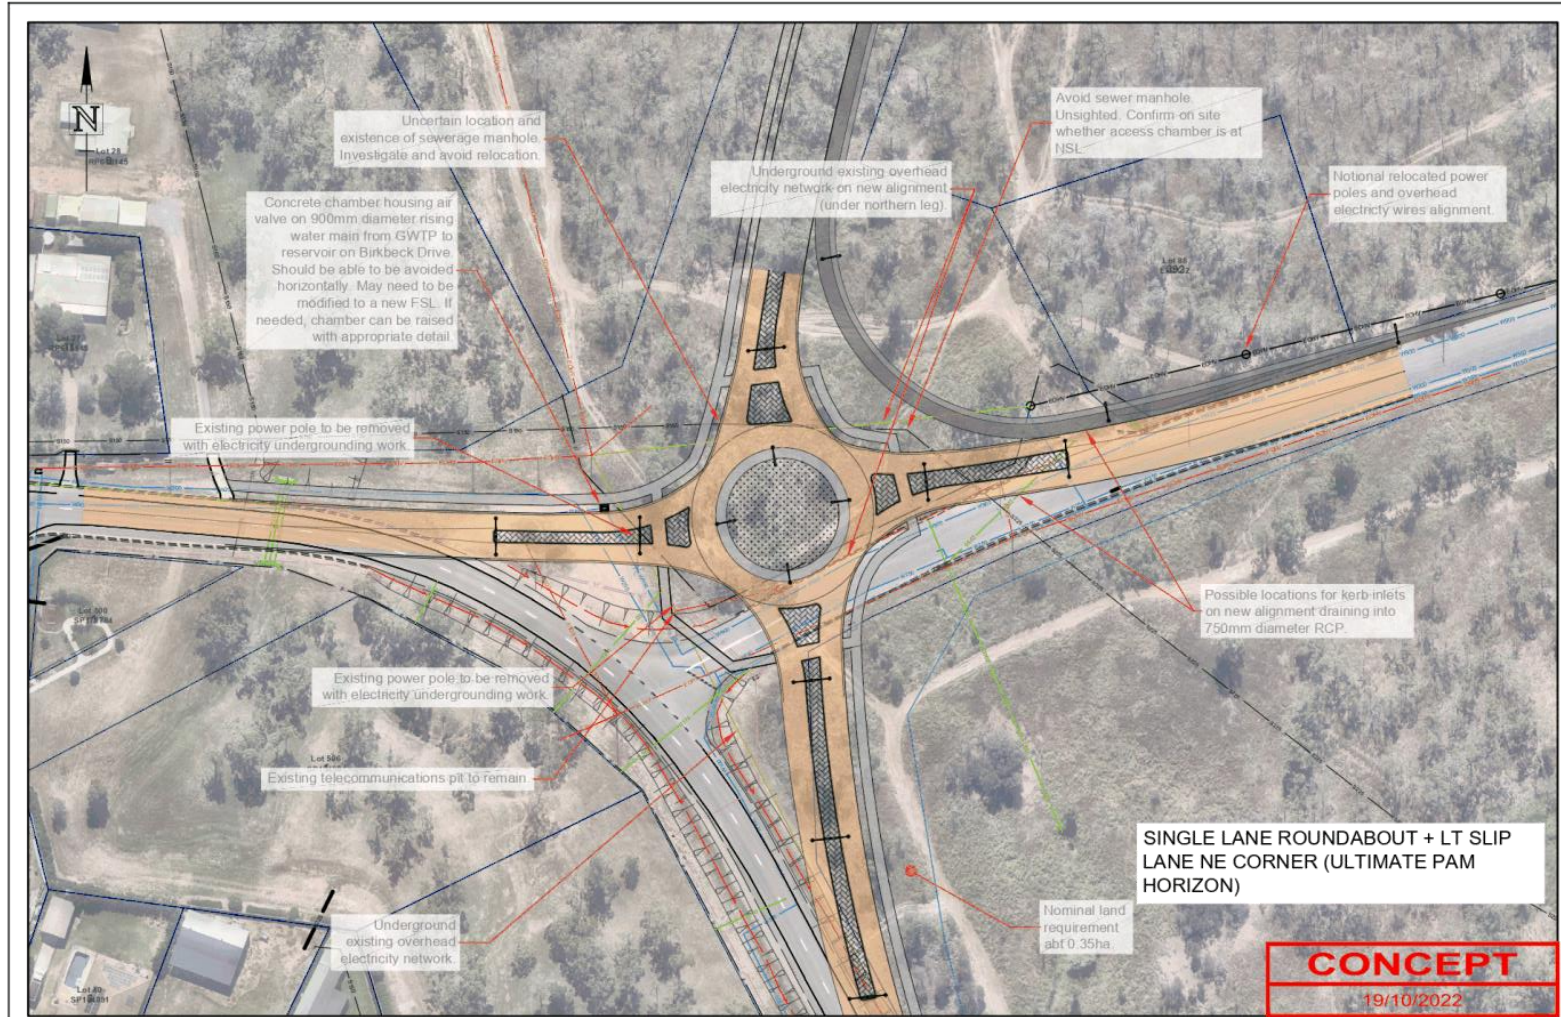 N
Lot 28
Uncertain location and
existence of sewerage manhole.
Investigate and avoid relocation.
Avoid sewer manhole.
Unsighted. Confirm on site
whether access chamber is at
NSL.
Underground existing overhead
electricity network on new alignment
(under northern leg).
Notional relocated power
poles and overhead
electricty wires alignment.
Concrete chamber housing air
valve on 900mm diameter rising
water main from GWTP to
reservoir on Birkbeck Drive.
Should be able to be avoided
horizontally. May need to be
modified to a new FSL. If
needed, chamber can be raised
with appropriate detail.
Existing power pole to be removed
with electricity undergrounding work.
Possible locations for kerb inlets
on new alignment draining into
750mm diameter RCP.
Existing power pole to be removed
with electricity undergrounding work.
Lot 506
Existing telecommunications pit to remain.
SINGLE LANE ROUNDABOUT + LT SLIP
LANE NE CORNER (ULTIMATE PAM
HORIZON)
Nominal land
requirement
abt 0.35ha.
Underground
existing overhead
electricity network.
CONCEPT
19/10/2022